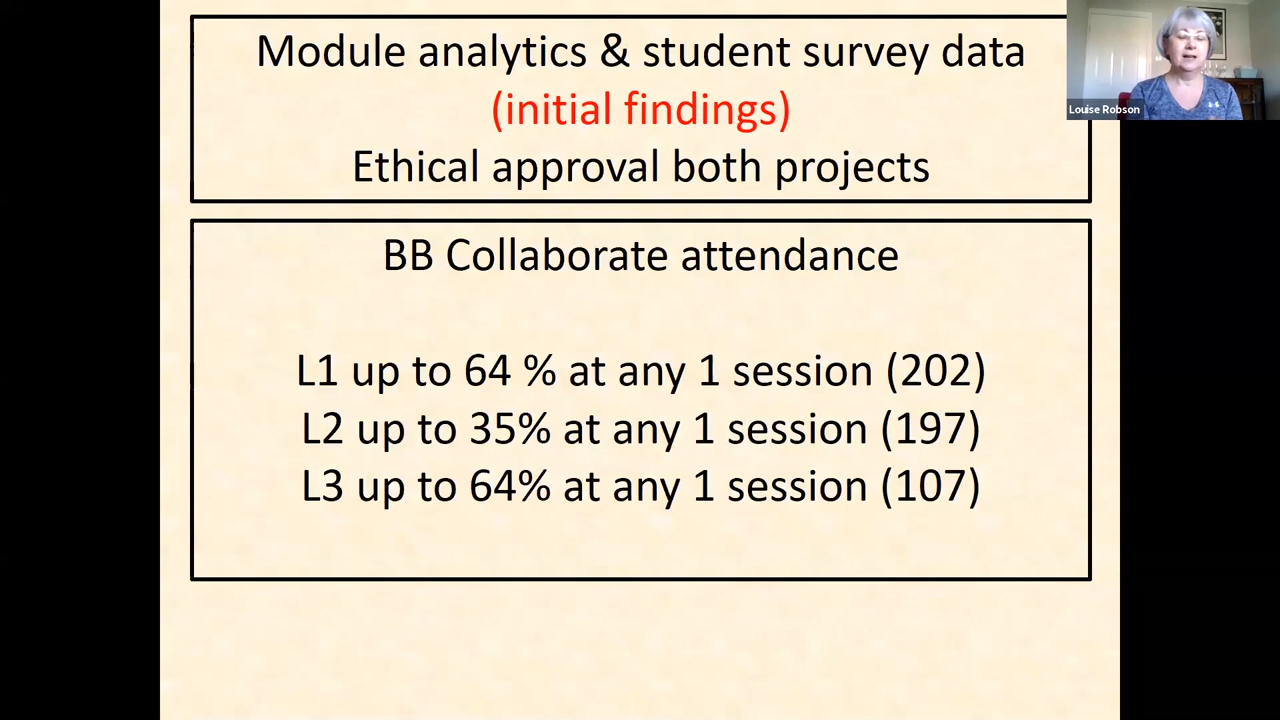 Module analytics & student survey data
(initial findings)
Ethical approval both projects
Louise Robson
BB Collaborate attendance
L1 up to 64 % at any 1 session (202)
L2 up to 35% at any 1 session (197)
L3 up to 64% at any 1 session (107)